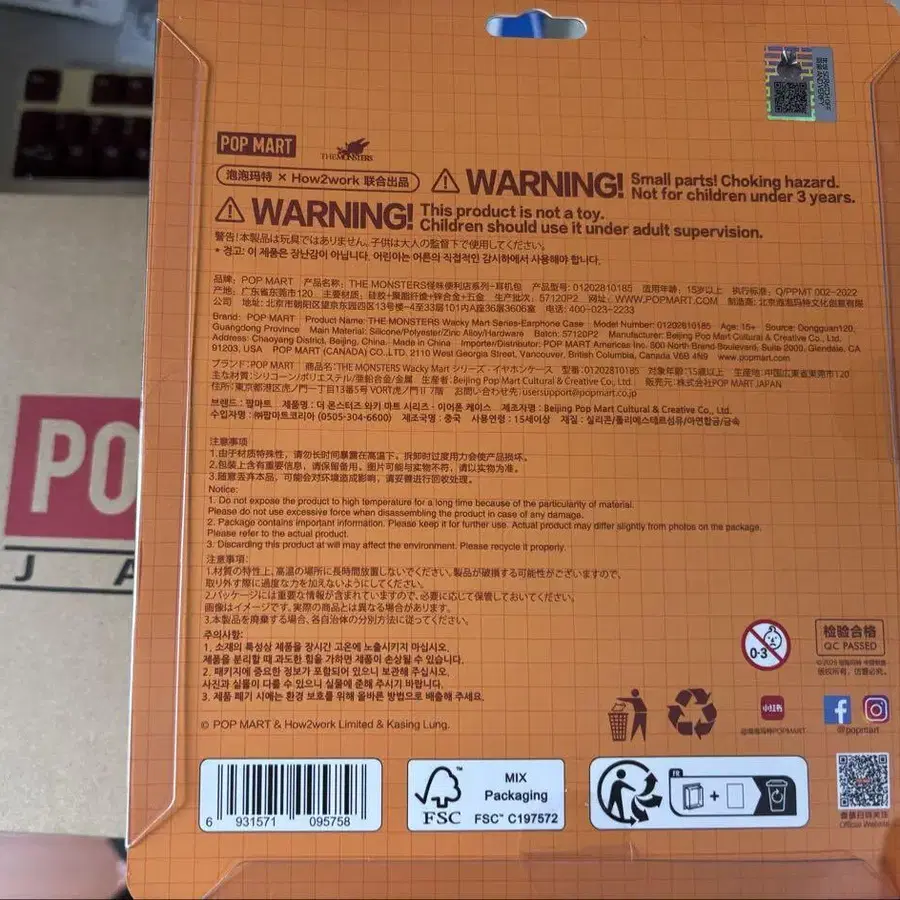 POP MART
THE MONSTERS
泡泡玛特 × How2work 联合出品
WARNING! Small parts! Choking hazard.
Not for children under 3 years.
WARNING! This product is not a toy.
Children should use it under adult supervision.
警告!本製品は玩具ではありません。子供は大人の監督下で使用してください。
* 경고: 이 제품은 장난감이 아닙니다. 어린이는 어른의 직접적인 감시하에서 사용해야 합니다.
品牌: POP MART 产品名称: THE MONSTERS怪味便利店系列-耳机包 产品型号: 01202810185 适用年龄: 15岁以上 执行标准: Q/PPMT 002-2022
产地: 广东省东莞市120 主要材质: 硅胶+聚酯纤维+锌合金+五金 生产批次: 57120P2 网址: WWW.POPMART.COM 制造商: 北京泡泡玛特文化创意有限
公司 地址: 北京市朝阳区望京东园四区13号楼-4至33层101内A座36层3606室 电话: 400-023-2233
Brand: POP MART Product Name: THE MONSTERS Wacky Mart Series-Earphone Case Model Number: 01202810185 Age: 15+ Source: Dongguan120,
Guangdong Province Main Material: Silicone/Polyester/Zinc Alloy/Hardware Batch: 57120P2 Manufacturer: Beijing Pop Mart Cultural & Creative Co., Ltd.
Address: Chaoyang District, Beijing, China. Made in China Importer/Distributor: POP MART Americas Inc. 500 North Brand Boulevard, Suite 2000, Glendale, CA
91203, USA POP MART (CANADA) CO.,LTD. 2110 West Georgia Street, Vancouver, British Columbia, Canada V6B 4N9 www.popmart.com
ブランド: POP MART 商品名: THE MONSTERS Wacky Mart シリーズ - イヤホンケース 型番: 01202810185 対象年齢: 15歳以上 生産地: 中国広東省東莞市120
主な材質: シリコーン/ポリエステル/亜鉛合金/金属 生産者: Beijing Pop Mart Cultural & Creative Co., Ltd. 販売元: 株式会社POP MART JAPAN
住所: 東京都港区虎ノ門一丁目13番5号 VORT虎ノ門II 7階 お問い合わせ: usersupport@popmart.co.jp
브랜드: 팝마트 제품명: 더 몬스터즈 와키 마트 시리즈 - 이어폰 케이스 제조자명: Beijing Pop Mart Cultural & Creative Co., Ltd.
수입자명: ㈜팝마트코리아 (0505-304-6600) 제조국명: 중국 사용연령: 15세이상 재질: 실리콘/폴리에스테르섬유/아연합금/금속
注意事项
1.由于材质特殊性, 请勿长时间暴露在高温下。拆卸时过度用力会使产品损坏。
2.包装上含有重要信息, 请保留备用。图片可能与实物不符, 请以实物为准。
3.随意丢弃本品, 可能会对环境造成影响, 请妥善进行回收处理。
Notice:
1. Do not expose the product to high temperature for a long time because of the particularity of material.
Please do not use excessive force when disassembling the product in case of any damage.
2. Package contains important information. Please keep it for further use. Actual product may differ slightly from photos on the package.
Please refer to the actual product.
3. Discarding this product at will may affect the environment. Please recycle it properly.
注意事項:
1.材質の特性上、高温の場所に長時間放置しないでください。製品が破損する可能性がございますので、
取り外す際に過度な力を加えないようにしてください。
2.パッケージには重要な情報が含まれていますので、必要に応じて保管しておいてください。
画像はイメージです。実際の商品とは異なる場合があります。
3.本製品を廃棄する場合、各自治体の分別方法に従ってください。
주의사항:
1. 소재의 특성상 제품을 장시간 고온에 노출시키지 마십시오.
제품을 분리할 때 과도한 힘을 가하면 제품이 손상될 수 있습니다.
2. 패키지에 중요한 정보가 포함되어 있으니 보관해 주십시오.
사진과 실물이 다를 수 있으니 실물에 준해 주시기 바랍니다.
3. 제품 폐기 시에는 환경 보호를 위해 올바른 방법으로 배출해 주세요.
© POP MART & How2work Limited & Kasing Lung.
0-3
检验合格
QC PASSED
版权所有, 仿冒必究。
小红书
@泡泡玛特POPMART
@popmart
6 931571 095758
FSC™
MIX
Packaging
FSC™ C197572
FR
Official Website
PO
J A